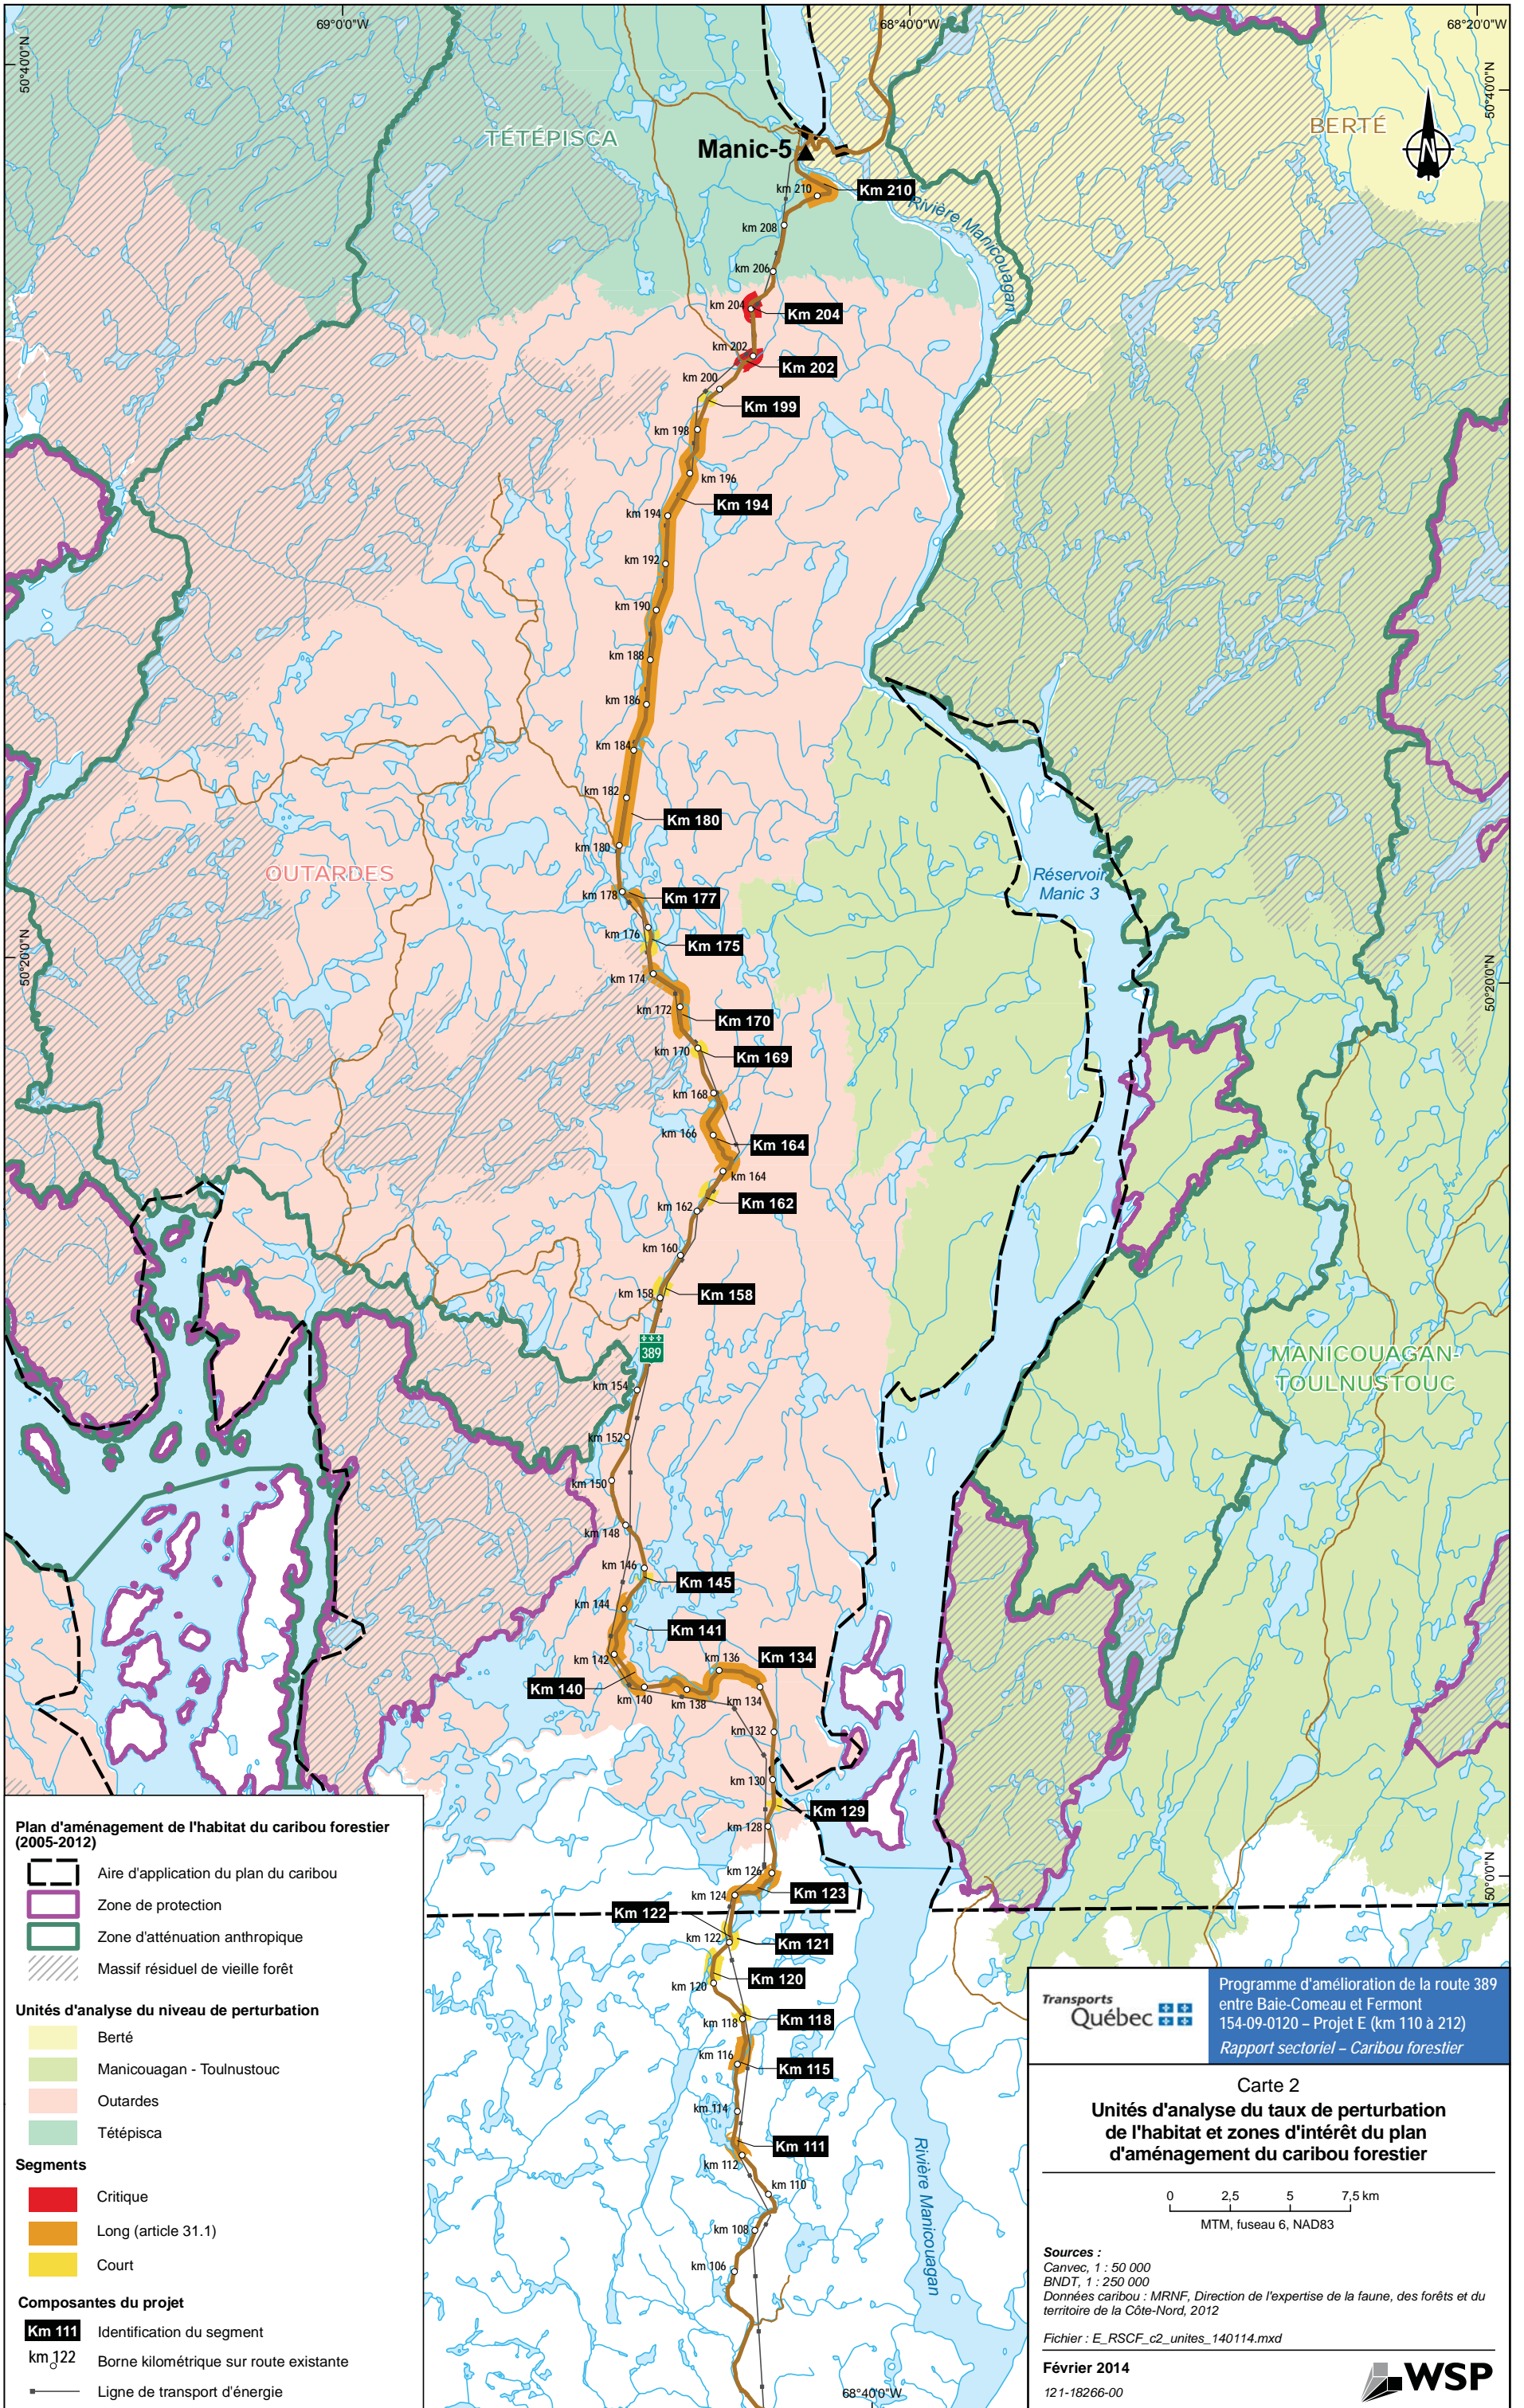 69°0'0"W
68°40'0"W
68°20'0"W
50°40'0"N
50°40'0"N
TÉTÉPISCA
BERTÉ
N
Manic-5
km 210
Km 210
Rivière Manicouagan
km 208
km 206
km 204
Km 204
km 202
Km 202
km 200
Km 199
km 198
km 196
Km 194
km 194
km 192
km 190
km 188
km 186
km 184
km 182
Km 180
km 180
OUTARDES
Réservoir
Manic 3
km 178
Km 177
km 176
Km 175
50°20'0"N
50°20'0"N
km 174
km 172
Km 170
km 170
Km 169
km 168
km 166
Km 164
km 164
Km 162
km 162
km 160
km 158
Km 158
389
MANICOUAGAN-
TOULNUSTOUC
km 154
km 152
km 150
km 148
km 146
Km 145
km 144
Km 141
km 142
km 136
Km 134
Km 140
km 140
km 138
km 134
km 132
km 130
Km 129
km 128
km 126
50°0'0"N
km 124
Km 123
Km 122
km 122
Km 121
km 120
Km 120
km 118
Km 118
km 116
Km 115
km 114
Km 111
km 112
km 110
km 108
km 106
Rivière Manicouagan
68°40'0"W
Plan d'aménagement de l'habitat du caribou forestier
(2005-2012)
Aire d'application du plan du caribou
Zone de protection
Zone d'atténuation anthropique
Massif résiduel de vieille forêt
Unités d'analyse du niveau de perturbation
Berté
Manicouagan - Toulnustouc
Outardes
Tétépisca
Segments
Critique
Long (article 31.1)
Court
Composantes du projet
Km 111 Identification du segment
km 122 Borne kilométrique sur route existante
Ligne de transport d'énergie
Transports
Québec
Programme d'amélioration de la route 389
entre Baie-Comeau et Fermont
154-09-0120 – Projet E (km 110 à 212)
Rapport sectoriel – Caribou forestier
Carte 2
Unités d'analyse du taux de perturbation
de l'habitat et zones d'intérêt du plan
d'aménagement du caribou forestier
0 2,5 5 7,5 km
MTM, fuseau 6, NAD83
Sources :
Canvec, 1 : 50 000
BNDT, 1 : 250 000
Données caribou : MRNF, Direction de l'expertise de la faune, des forêts et du
territoire de la Côte-Nord, 2012
Fichier : E_RSCF_c2_unites_140114.mxd
Février 2014
121-18266-00
WSP